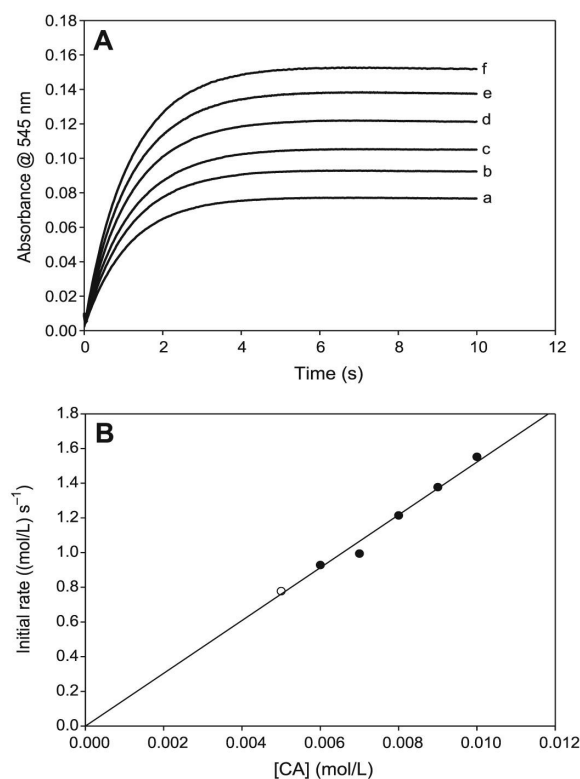 A
0.18
0.16
0.14
0.12
0.10
0.08
0.06
0.04
0.02
0.00
Absorbance @ 545 nm
f
e
d
c
b
a
0 2 4 6 8 10 12
Time (s)
B
1.8
1.6
1.4
1.2
1.0
0.8
0.6
0.4
0.2
0.0
Initial rate ((mol/L) s⁻¹)
0.000 0.002 0.004 0.006 0.008 0.010 0.012
[CA] (mol/L)